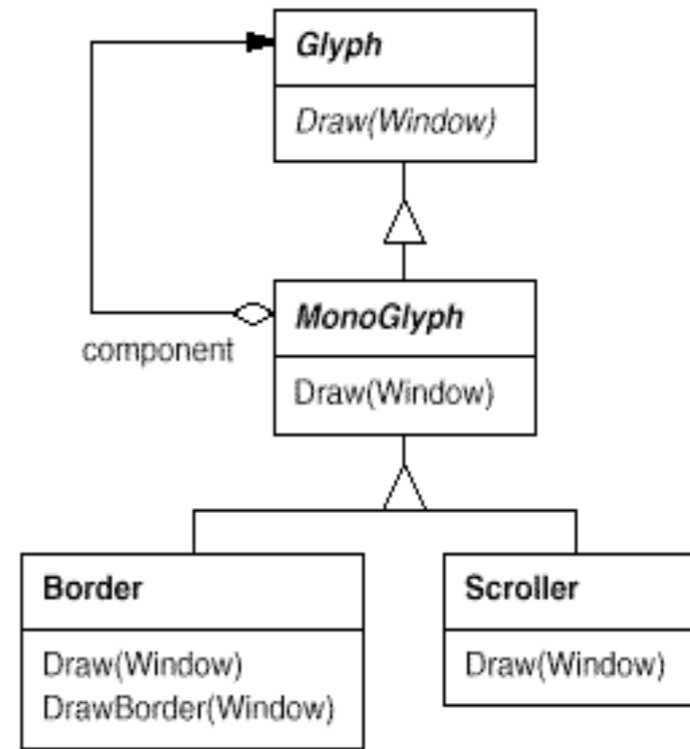 Glyph
Draw(Window)
MonoGlyph
component
Draw(Window)
Border
Draw(Window)
DrawBorder(Window)
Scroller
Draw(Window)